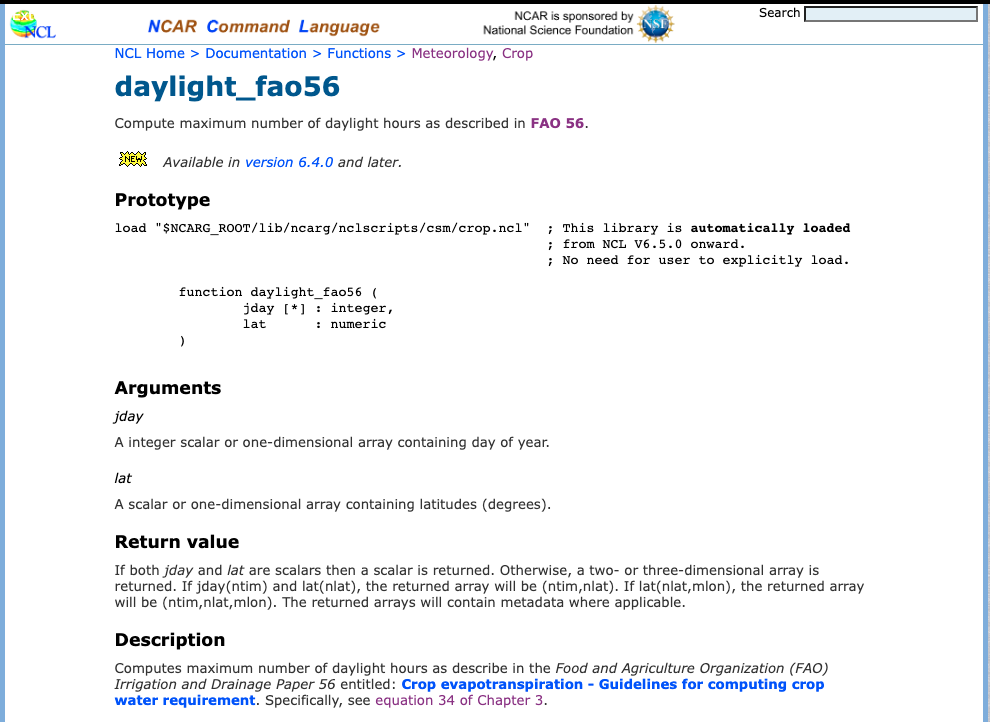 NCL
NCAR Command Language
NCAR is sponsored by
National Science Foundation
NSF
Search
NCL Home > Documentation > Functions > Meteorology, Crop
daylight_fao56
Compute maximum number of daylight hours as described in FAO 56.
NEW Available in version 6.4.0 and later.
Prototype
load "$NCARG_ROOT/lib/ncarg/nclscripts/csm/crop.ncl"  ; This library is automatically loaded
; from NCL V6.5.0 onward.
; No need for user to explicitly load.
function daylight_fao56 (
jday [*] : integer,
lat      : numeric
)
Arguments
jday
A integer scalar or one-dimensional array containing day of year.
lat
A scalar or one-dimensional array containing latitudes (degrees).
Return value
If both jday and lat are scalars then a scalar is returned. Otherwise, a two- or three-dimensional array is
returned. If jday(ntim) and lat(nlat), the returned array will be (ntim,nlat). If lat(nlat,mlon), the returned array
will be (ntim,nlat,mlon). The returned arrays will contain metadata where applicable.
Description
Computes maximum number of daylight hours as describe in the Food and Agriculture Organization (FAO)
Irrigation and Drainage Paper 56 entitled: Crop evapotranspiration - Guidelines for computing crop
water requirement. Specifically, see equation 34 of Chapter 3.